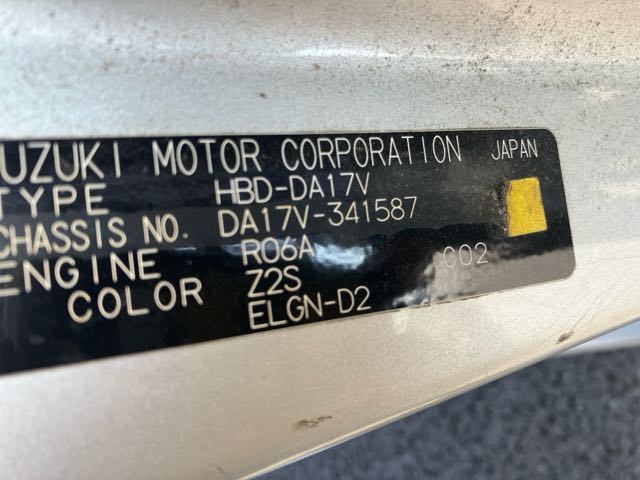 UZUKI MOTOR CORPORATION JAPAN
TYPE HBD-DA17V
CHASSIS NO. DA17V-341587
ENGINE R06A
COLOR Z2S C02
ELGN-D2